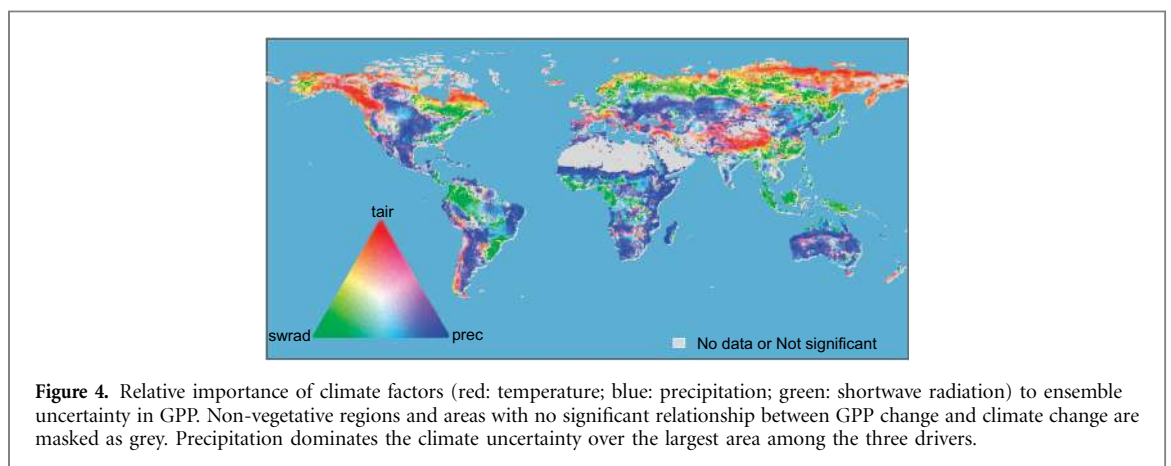 tair
swrad
prec
No data or Not significant
Figure 4. Relative importance of climate factors (red: temperature; blue: precipitation; green: shortwave radiation) to ensemble
uncertainty in GPP. Non-vegetative regions and areas with no significant relationship between GPP change and climate change are
masked as grey. Precipitation dominates the climate uncertainty over the largest area among the three drivers.